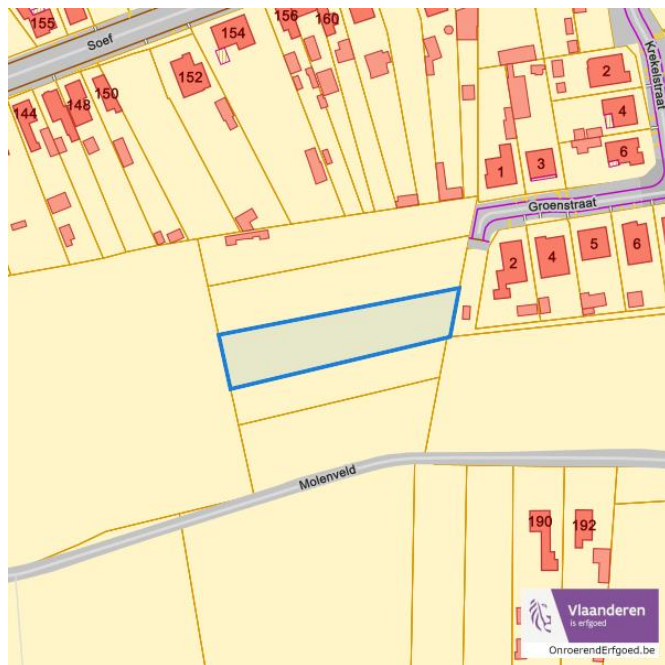 155
Soef
154
156
160
152
144
148
150
Krekelstraat
2
4
6
1
3
Groenstraat
2
4
5
6
Molenveld
190
192
Vlaanderen
is erfgoed
OnroerendErfgoed.be